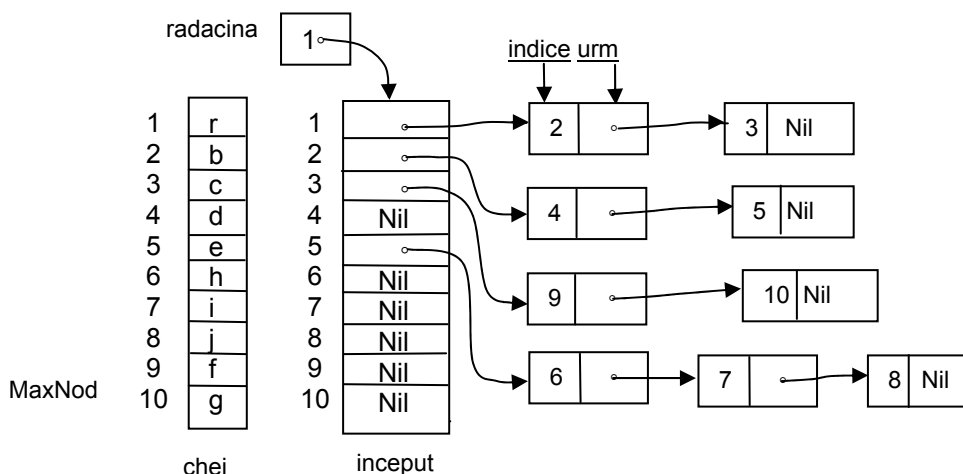 radacina
1
indice urm
1 r 1 2 3 Nil
2 b 2
3 c 3 4 5 Nil
4 d 4 Nil
5 e 5
6 h 6 Nil 9 10 Nil
7 i 7 Nil
8 j 8 Nil
9 f 9 Nil 6 7 8 Nil
MaxNod 10 g 10 Nil
chei inceput